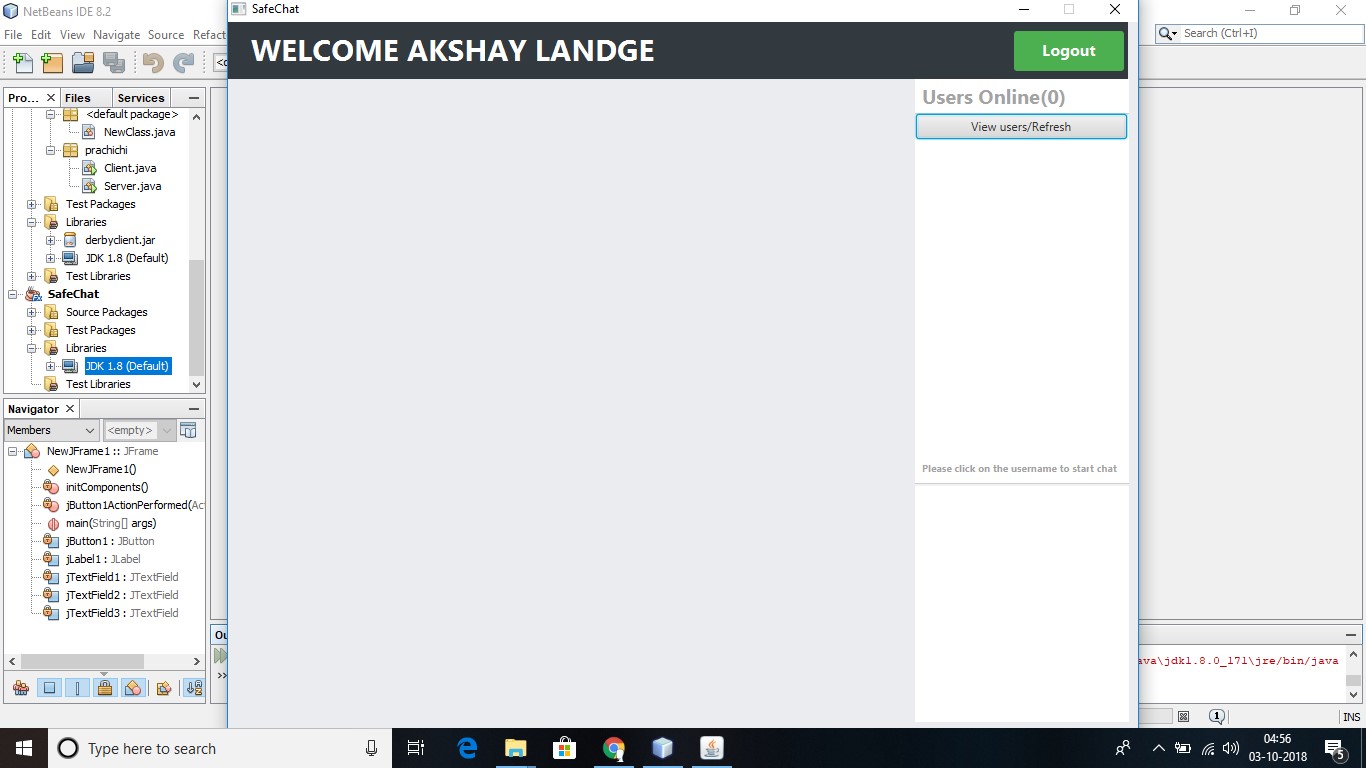 NetBeans IDE 8.2
SafeChat
File Edit View Navigate Source Refact
Search (Ctrl+I)
WELCOME AKSHAY LANDGE
Logout
Pro... Files Services
<default package>
NewClass.java
prachichi
Client.java
Server.java
Test Packages
Libraries
derbyclient.jar
JDK 1.8 (Default)
Test Libraries
SafeChat
Source Packages
Test Packages
Libraries
JDK 1.8 (Default)
Test Libraries
Navigator
Members
<empty>
NewJFrame1 :: JFrame
NewJFrame1()
initComponents()
jButton1ActionPerformed(Act
main(String[] args)
jButton1 : JButton
jLabel1 : JLabel
jTextField1 : JTextField
jTextField2 : JTextField
jTextField3 : JTextField
Users Online(0)
View users/Refresh
Please click on the username to start chat
Ou
ava\jdk1.8.0_171\jre/bin/java
>>
1
INS
Type here to search
04:56
03-10-2018
5